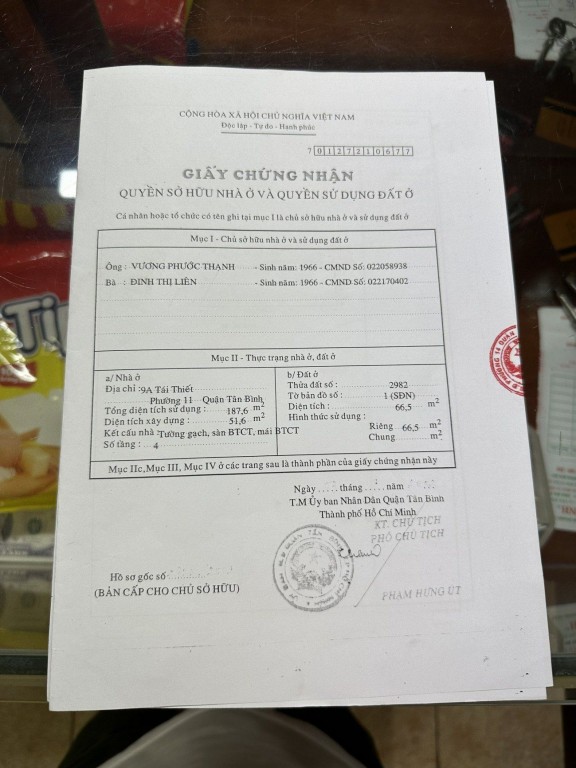 CỘNG HÒA XÃ HỘI CHỦ NGHĨA VIỆT NAM
Độc lập - Tự do - Hạnh phúc
7 0 1 2 7 2 1 0 6 7 7
GIẤY CHỨNG NHẬN
QUYỀN SỞ HỮU NHÀ Ở VÀ QUYỀN SỬ DỤNG ĐẤT Ở
Cá nhân hoặc tổ chức có tên ghi tại mục I là chủ sở hữu nhà ở và sử dụng đất ở
Mục I - Chủ sở hữu nhà ở và sử dụng đất ở
Ông : VƯƠNG PHƯỚC THẠNH - Sinh năm: 1966 - CMND Số: 022058938
Bà : ĐINH THỊ LIÊN - Sinh năm: 1966 - CMND Số: 022170402
Mục II - Thực trạng nhà ở, đất ở
a/ Nhà ở
Địa chỉ :9A Tái Thiết
Phường 11 Quận Tân Bình
Tổng diện tích sử dụng : 187,6 m2
Diện tích xây dựng : 51,6 m2
Kết cấu nhà :Tường gạch, sàn BTCT, mái BTCT
Số tầng : 4
b/ Đất ở
Thửa đất số : 2982
Tờ bản đồ số : 1 (SĐN)
Diện tích : 66,5 m2
Hình thức sử dụng :
Riêng 66,5 m2
Chung m2
Mục IIc,Mục III, Mục IV ở các trang sau là thành phần của giấy chứng nhận này
Ngày tháng năm
T.M Ủy ban Nhân Dân Quận Tân Bình
Thành phố Hồ Chí Minh
KT. CHỦ TỊCH
PHÓ CHỦ TỊCH
Hồ sơ gốc số
(BẢN CẤP CHO CHỦ SỞ HỮU)
PHẠM HÙNG ÚT